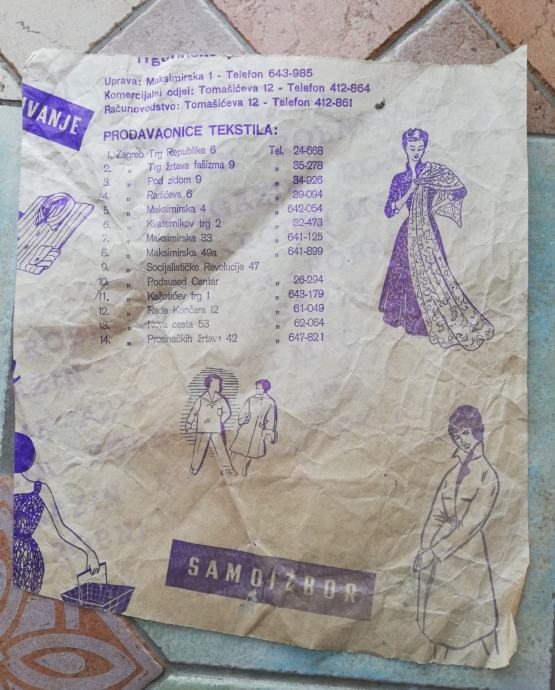 Uprava: Maksimirska 1 - Telefon 643-985
Komercijalni odjel: Tomašićeva 12 - Telefon 412-864
Računovodstvo: Tomašićeva 12 - Telefon 412-861
IVANJE
PRODAVAONICE TEKSTILA:
1. Zagreb Trg Republike 6 Tel. 24-668
2. „ Trg žrtava fašizma 9 „ 35-278
3. „ Pod zidom 9 „ 34-926
4. „ Radićeva 6 „ 39-094
5. „ Maksimirska 4 „ 642-054
6. „ Kvaternikov trg 2 „ 32-473
7. „ Maksimirska 33 „ 641-125
8. „ Maksimirska 49a „ 641-899
9. „ Socijalističke Revolucije 47
10. „ Podsused Centar „ 26-294
11. „ Kažotićev trg 1 „ 643-179
12. „ Rade Končara 12 „ 61-049
13. „ Nova cesta 53 „ 62-064
14. „ Prosinačkih žrtava 42 „ 647-821
SAMOIZBOR